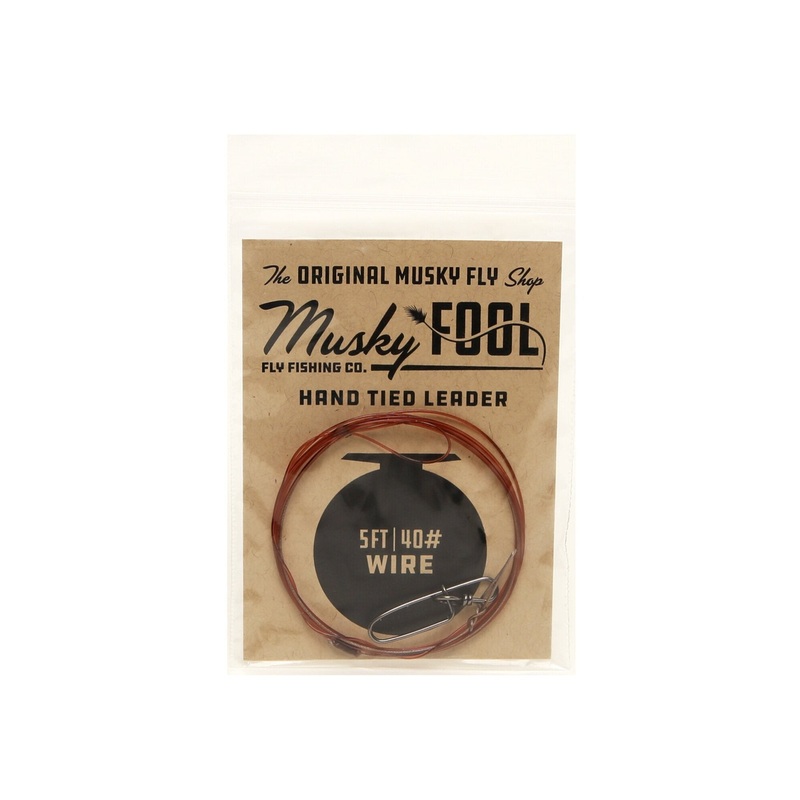 The ORIGINAL MUSKY FLY Shop
Musky FOOL
FLY FISHING CO.
HAND TIED LEADER
5FT|40#
WIRE